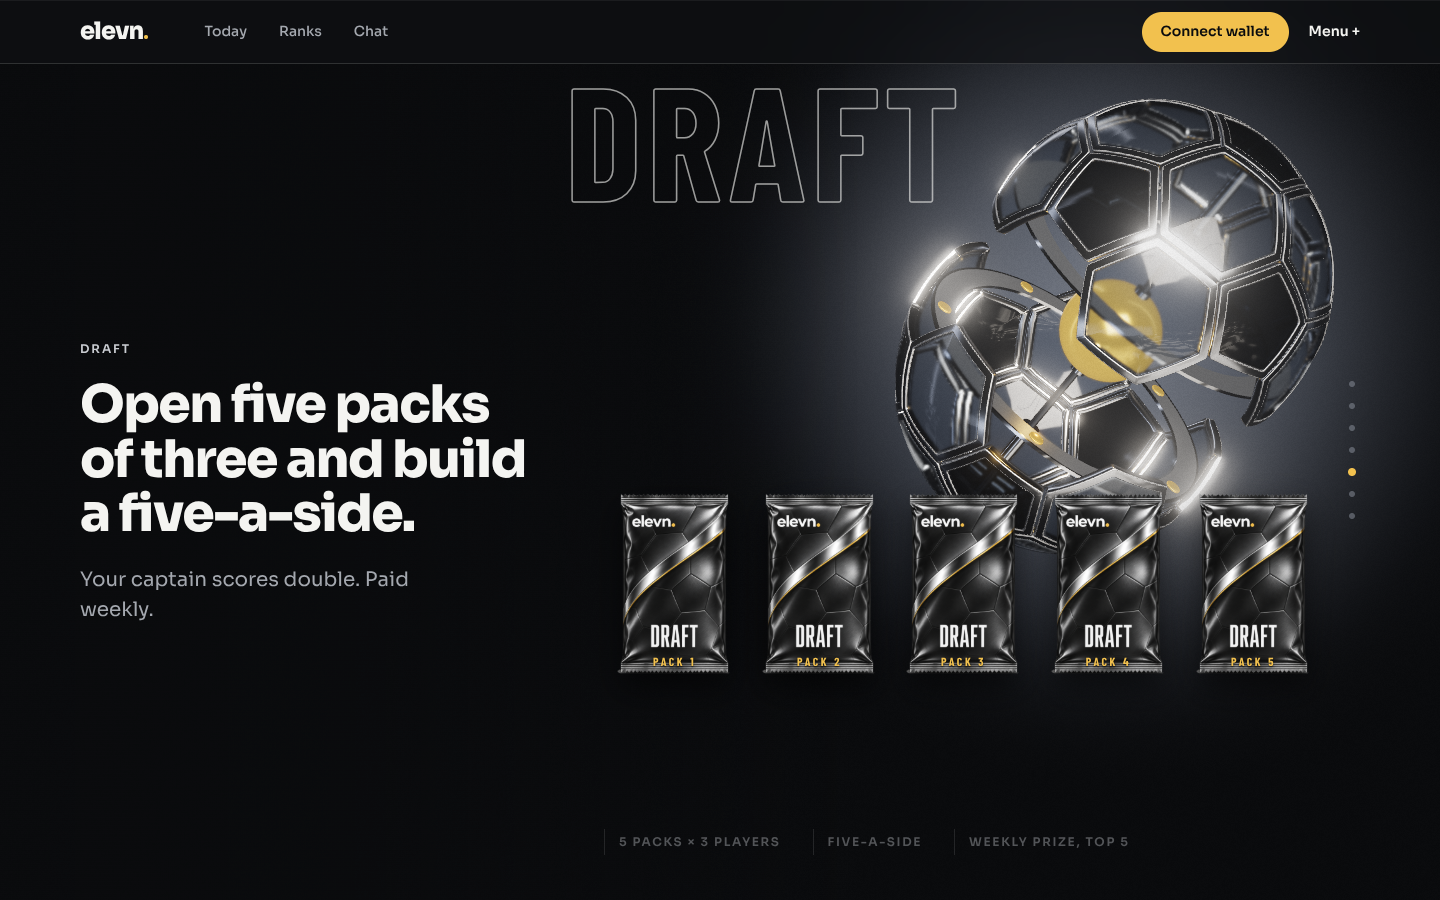 elevn.
Today
Ranks
Chat
Connect wallet
Menu +
DRAFT
DRAFT
Open five packs
of three and build
a five-a-side.
Your captain scores double. Paid
weekly.
elevn.
DRAFT
PACK 1
elevn.
DRAFT
PACK 2
elevn.
DRAFT
PACK 3
elevn.
DRAFT
PACK 4
elevn.
DRAFT
PACK 5
5 PACKS × 3 PLAYERS
FIVE-A-SIDE
WEEKLY PRIZE, TOP 5